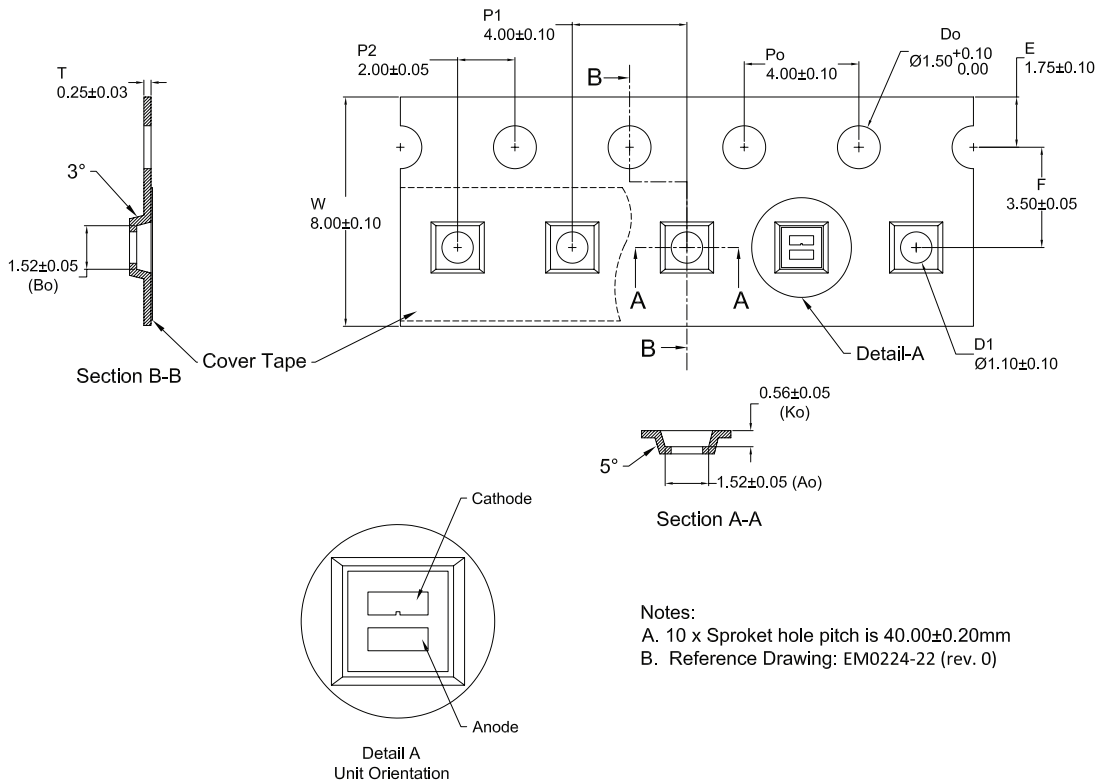 P1
4.00±0.10
P2
2.00±0.05
T
0.25±0.03
B
Po
4.00±0.10
Do
Ø1.50+0.10
0.00
E
1.75±0.10
3°
W
8.00±0.10
F
3.50±0.05
1.52±0.05
(Bo)
A
A
B
Cover Tape
Section B-B
Detail-A
D1
Ø1.10±0.10
0.56±0.05
(Ko)
5°
1.52±0.05 (Ao)
Section A-A
Cathode
Anode
Detail A
Unit Orientation
Notes:
A. 10 x Sproket hole pitch is 40.00±0.20mm
B. Reference Drawing: EM0224-22 (rev. 0)